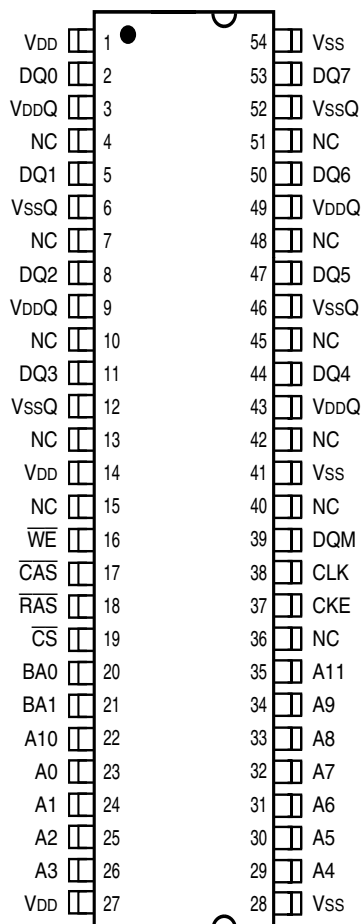 VDD 1 54 VSS
DQ0 2 53 DQ7
VDDQ 3 52 VSSQ
NC 4 51 NC
DQ1 5 50 DQ6
VSSQ 6 49 VDDQ
NC 7 48 NC
DQ2 8 47 DQ5
VDDQ 9 46 VSSQ
NC 10 45 NC
DQ3 11 44 DQ4
VSSQ 12 43 VDDQ
NC 13 42 NC
VDD 14 41 VSS
NC 15 40 NC
W̅E̅ 16 39 DQM
C̅A̅S̅ 17 38 CLK
R̅A̅S̅ 18 37 CKE
C̅S̅ 19 36 NC
BA0 20 35 A11
BA1 21 34 A9
A10 22 33 A8
A0 23 32 A7
A1 24 31 A6
A2 25 30 A5
A3 26 29 A4
VDD 27 28 VSS